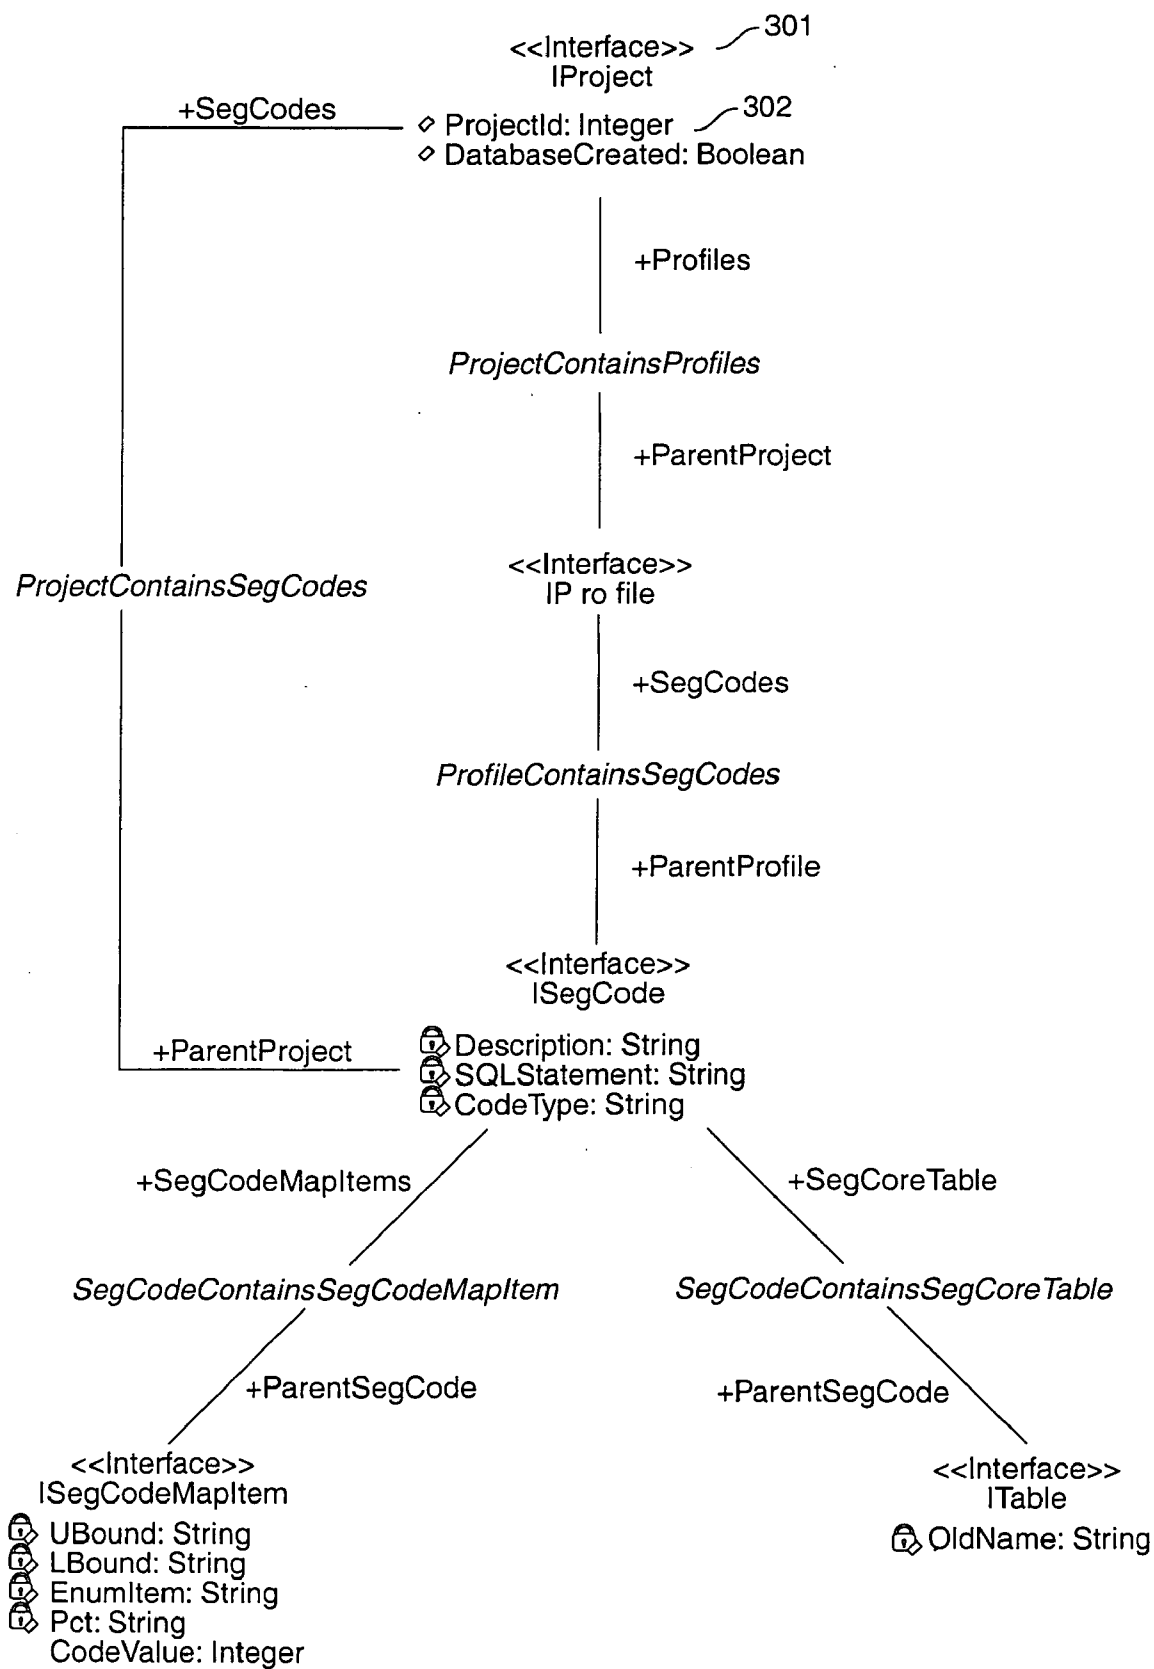 301
<<Interface>>
IProject
+SegCodes
302
ProjectId: Integer
DatabaseCreated: Boolean
+Profiles
ProjectContainsProfiles
+ParentProject
<<Interface>>
IP ro file
ProjectContainsSegCodes
+SegCodes
ProfileContainsSegCodes
+ParentProfile
<<Interface>>
ISegCode
+ParentProject
Description: String
SQLStatement: String
CodeType: String
+SegCodeMapItems
+SegCoreTable
SegCodeContainsSegCodeMapItem
SegCodeContainsSegCoreTable
+ParentSegCode
+ParentSegCode
<<Interface>>
ISegCodeMapItem
UBound: String
LBound: String
EnumItem: String
Pct: String
CodeValue: Integer
<<Interface>>
ITable
OldName: String